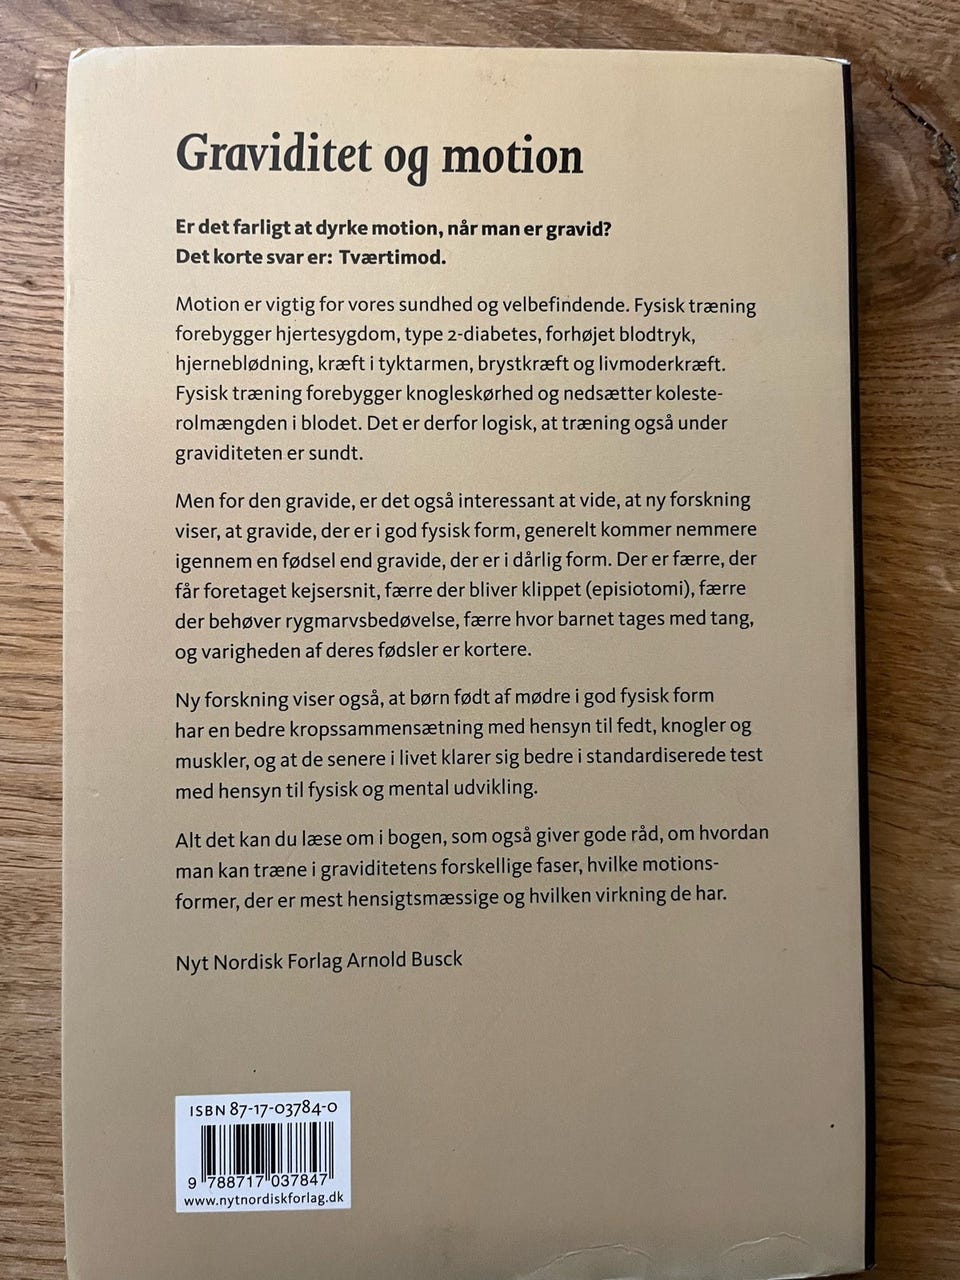 Graviditet og motion
Er det farligt at dyrke motion, når man er gravid?
Det korte svar er: Tværtimod.
Motion er vigtig for vores sundhed og velbefindende. Fysisk træning
forebygger hjertesygdom, type 2-diabetes, forhøjet blodtryk,
hjerneblødning, kræft i tyktarmen, brystkræft og livmoderkræft.
Fysisk træning forebygger knogleskørhed og nedsætter koleste-
rolmængden i blodet. Det er derfor logisk, at træning også under
graviditeten er sundt.
Men for den gravide, er det også interessant at vide, at ny forskning
viser, at gravide, der er i god fysisk form, generelt kommer nemmere
igennem en fødsel end gravide, der er i dårlig form. Der er færre, der
får foretaget kejsersnit, færre der bliver klippet (episiotomi), færre
der behøver rygmarvsbedøvelse, færre hvor barnet tages med tang,
og varigheden af deres fødsler er kortere.
Ny forskning viser også, at børn født af mødre i god fysisk form
har en bedre kropssammensætning med hensyn til fedt, knogler og
muskler, og at de senere i livet klarer sig bedre i standardiserede test
med hensyn til fysisk og mental udvikling.
Alt det kan du læse om i bogen, som også giver gode råd, om hvordan
man kan træne i graviditetens forskellige faser, hvilke motions-
former, der er mest hensigtsmæssige og hvilken virkning de har.
Nyt Nordisk Forlag Arnold Busck
ISBN 87-17-03784-0
9 788717 037847
www.nytnordiskforlag.dk